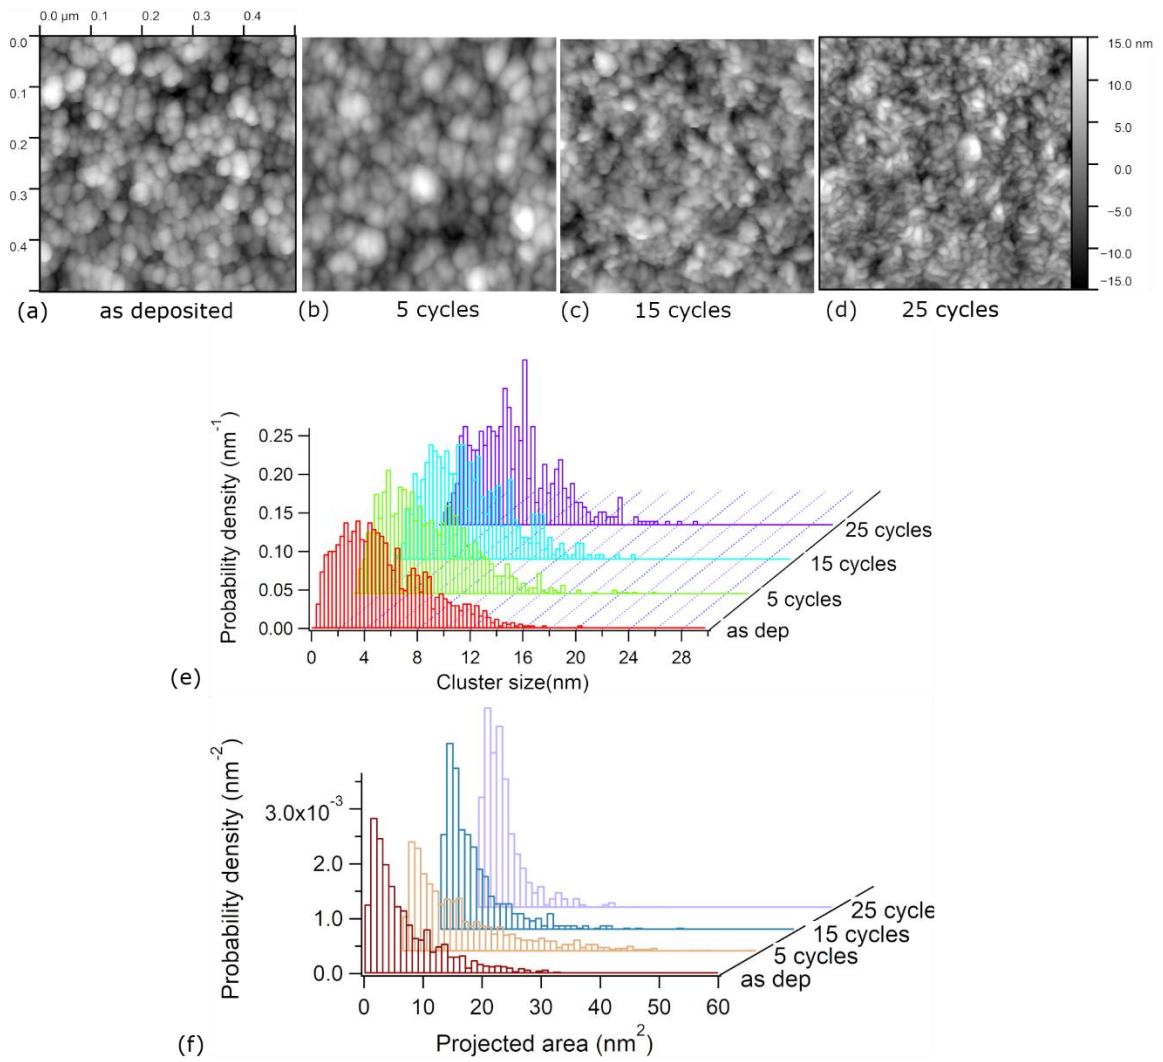 0.0 µm 0.1 0.2 0.3 0.4
0.0
0.1
0.2
0.3
0.4
15.0 nm
10.0
5.0
0.0
−5.0
−10.0
−15.0
(a) as deposited (b) 5 cycles (c) 15 cycles (d) 25 cycles
Probability density (nm⁻¹)
0.25
0.20
0.15
0.10
0.05
0.00
25 cycles
15 cycles
5 cycles
as dep
0 4 8 12 16 20 24 28
Cluster size(nm)
(e)
Probability density (nm⁻²)
3.0x10⁻³
2.0
1.0
0.0
25 cycle
15 cycles
5 cycles
as dep
0 10 20 30 40 50 60
Projected area (nm²)
(f)